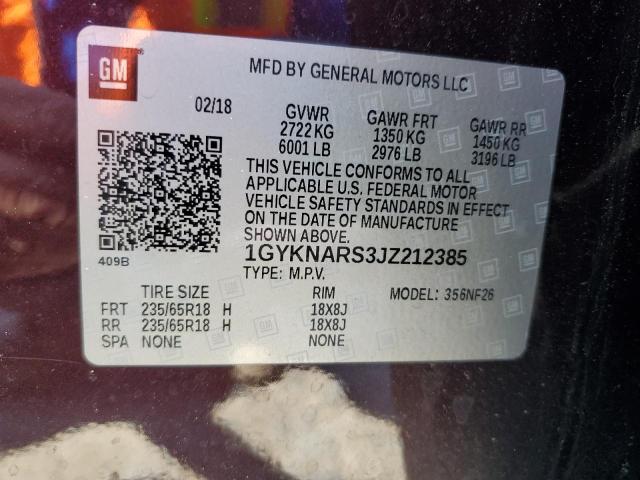 GM
MFD BY GENERAL MOTORS LLC
02/18 GVWR GAWR FRT GAWR RR
2722 KG 1350 KG 1450 KG
6001 LB 2976 LB 3196 LB
THIS VEHICLE CONFORMS TO ALL
APPLICABLE U.S. FEDERAL MOTOR
VEHICLE SAFETY STANDARDS IN EFFECT
ON THE DATE OF MANUFACTURE
SHOWN ABOVE.
409B
1GYKNARS3JZ212385
TYPE: M.P.V.
TIRE SIZE RIM MODEL: 356NF26
FRT 235/65R18 H 18X8J
RR 235/65R18 H 18X8J
SPA NONE NONE